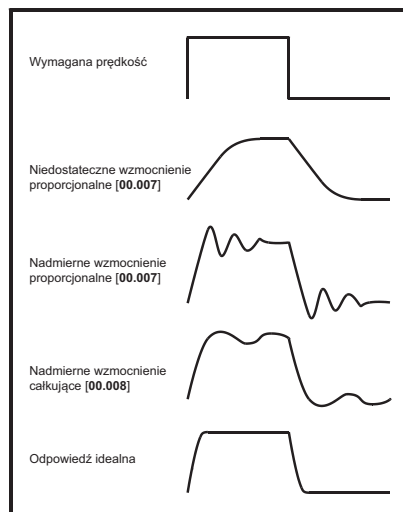 Wymagana prędkość
Niedostateczne wzmocnienie
proporcjonalne [00.007]
Nadmierne wzmocnienie
proporcjonalne [00.007]
Nadmierne wzmocnienie
całkujące [00.008]
Odpowiedź idealna